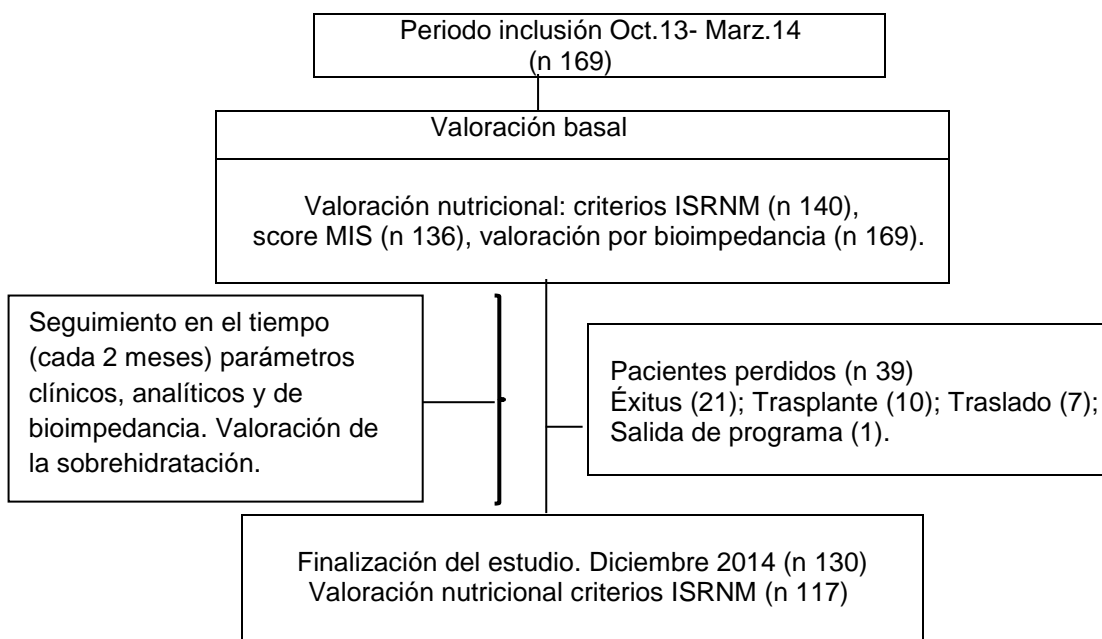 Periodo inclusión Oct.13- Marz.14
(n 169)
Valoración basal
Valoración nutricional: criterios ISRNM (n 140),
score MIS (n 136), valoración por bioimpedancia (n 169).
Seguimiento en el tiempo
(cada 2 meses) parámetros
clínicos, analíticos y de
bioimpedancia. Valoración de
la sobrehidratación.
Pacientes perdidos (n 39)
Éxitus (21); Trasplante (10); Traslado (7);
Salida de programa (1).
Finalización del estudio. Diciembre 2014 (n 130)
Valoración nutricional criterios ISRNM (n 117)